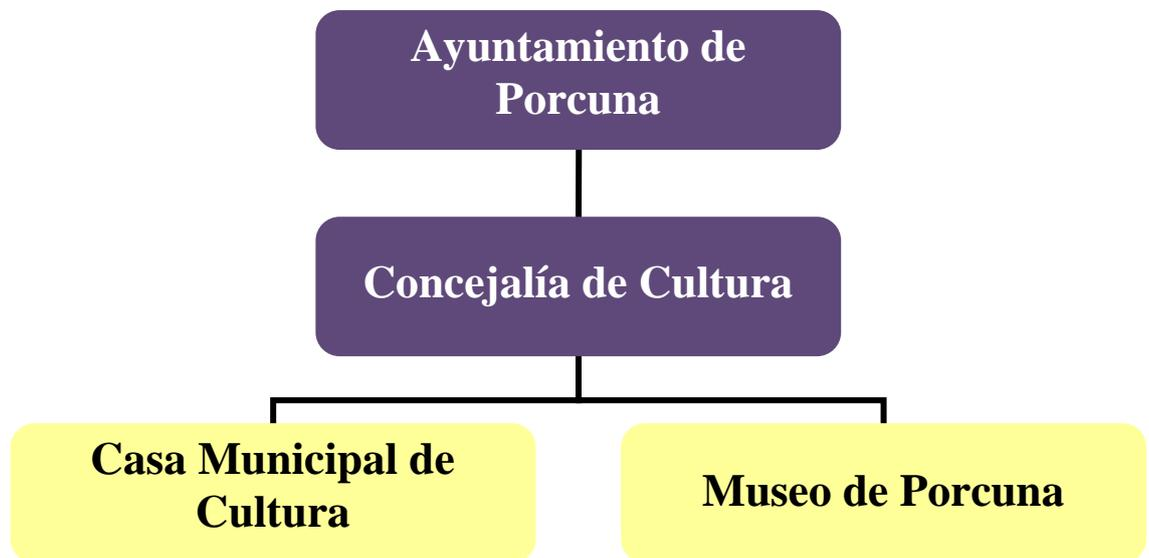 Ayuntamiento de
Porcuna
Concejalía de Cultura
Casa Municipal de
Cultura
Museo de Porcuna